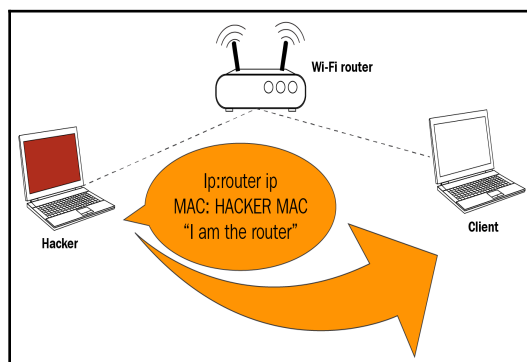 Wi-Fi router
Ip:router ip
MAC: HACKER MAC
“I am the router”
Hacker
Client